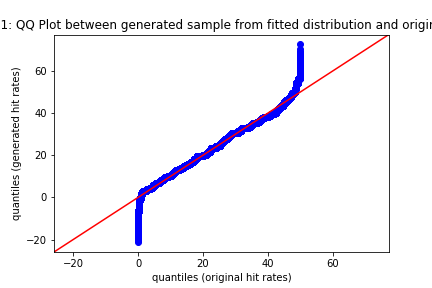 1: QQ Plot between generated sample from fitted distribution and origin
quantiles (generated hit rates)
60
40
20
0
−20
−20 0 20 40 60
quantiles (original hit rates)